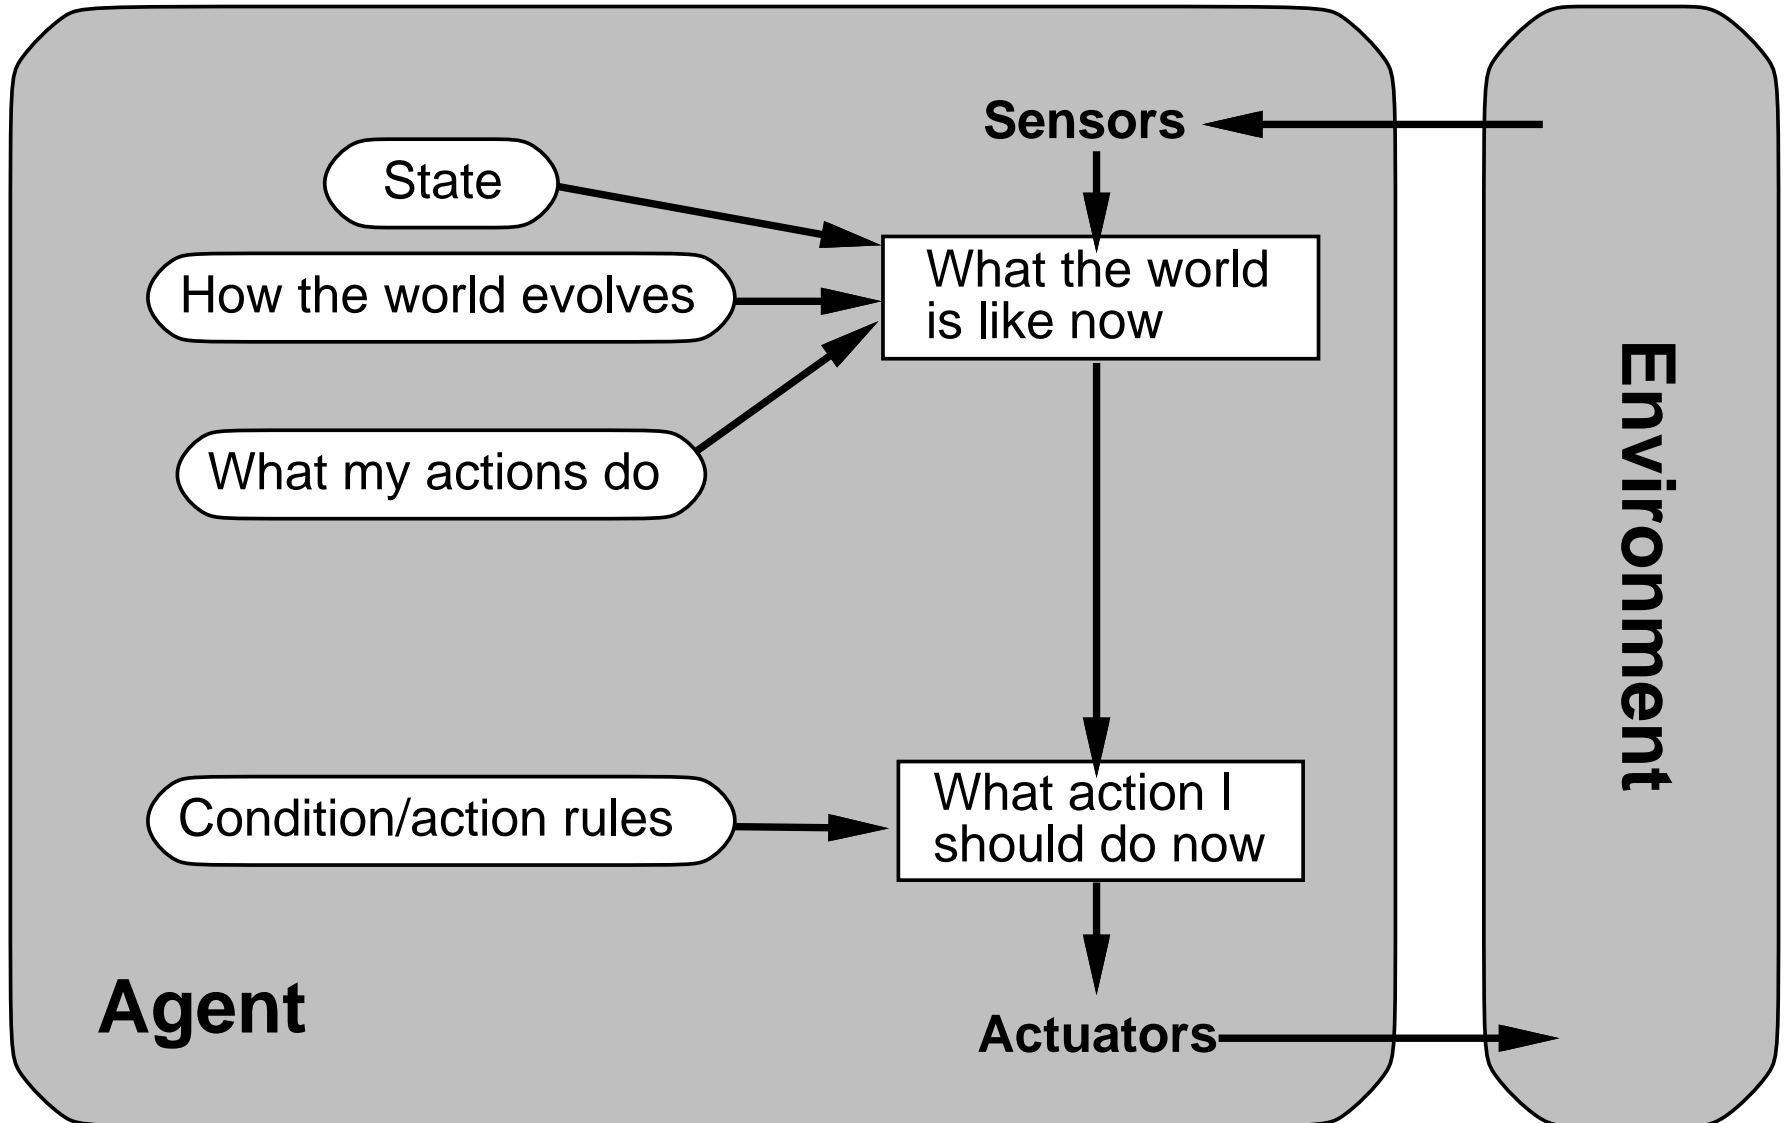 Sensors
State
What the world
is like now
How the world evolves
What my actions do
Environment
What action I
should do now
Condition/action rules
Agent
Actuators